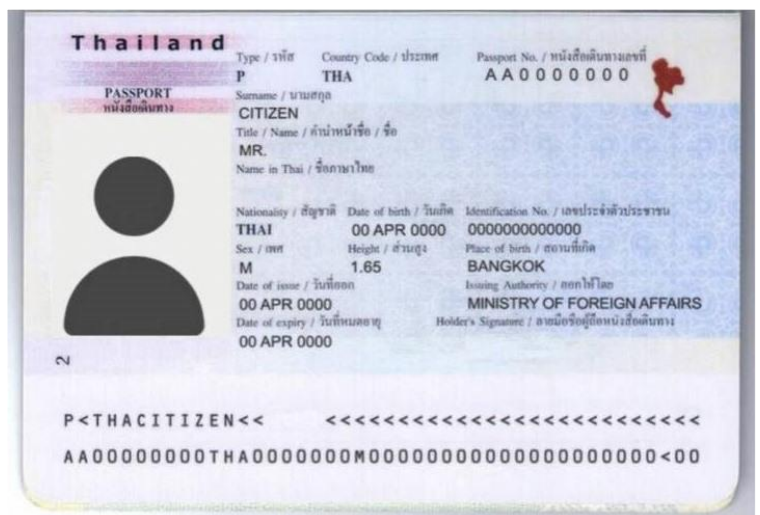 Thailand
Type / รหัส Country Code / ประเทศ Passport No. / หนังสือเดินทางเลขที่
P THA AA0000000
PASSPORT
หนังสือเดินทาง
Surname / นามสกุล
CITIZEN
Title / Name / คำนำหน้าชื่อ / ชื่อ
MR.
Name in Thai / ชื่อภาษาไทย
Nationality / สัญชาติ Date of birth / วันเกิด Identification No. / เลขประจำตัวประชาชน
THAI 00 APR 0000 0000000000000
Sex / เพศ Height / ส่วนสูง Place of birth / สถานที่เกิด
M 1.65 BANGKOK
Date of issue / วันที่ออก Issuing Authority / ออกให้โดย
00 APR 0000 MINISTRY OF FOREIGN AFFAIRS
Date of expiry / วันที่หมดอายุ Holder's Signature / ลายมือชื่อผู้ถือหนังสือเดินทาง
00 APR 0000
2
P<THACITIZEN<< <<<<<<<<<<<<<<<<<<<<<<<<<<
AA00000000THA0000000M00000000000000000000<00